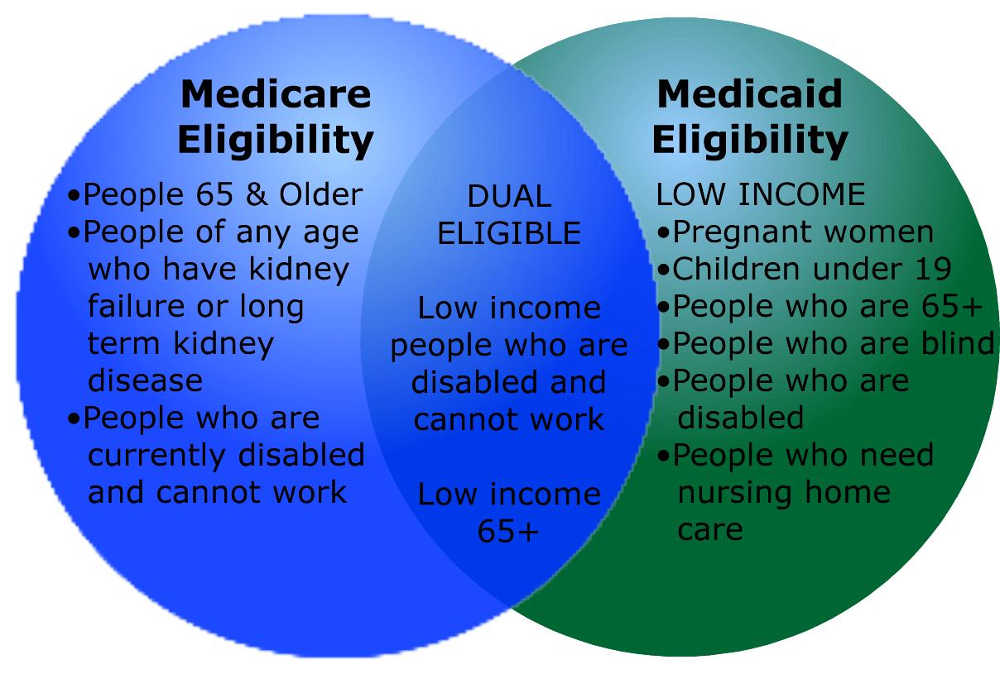 Medicare
Eligibility
•People 65 & Older
•People of any age
who have kidney
failure or long
term kidney
disease
•People who are
currently disabled
and cannot work
DUAL
ELIGIBLE
Low income
people who are
disabled and
cannot work
Low income
65+
Medicaid
Eligibility
LOW INCOME
•Pregnant women
•Children under 19
•People who are 65+
•People who are blind
•People who are
disabled
•People who need
nursing home
care